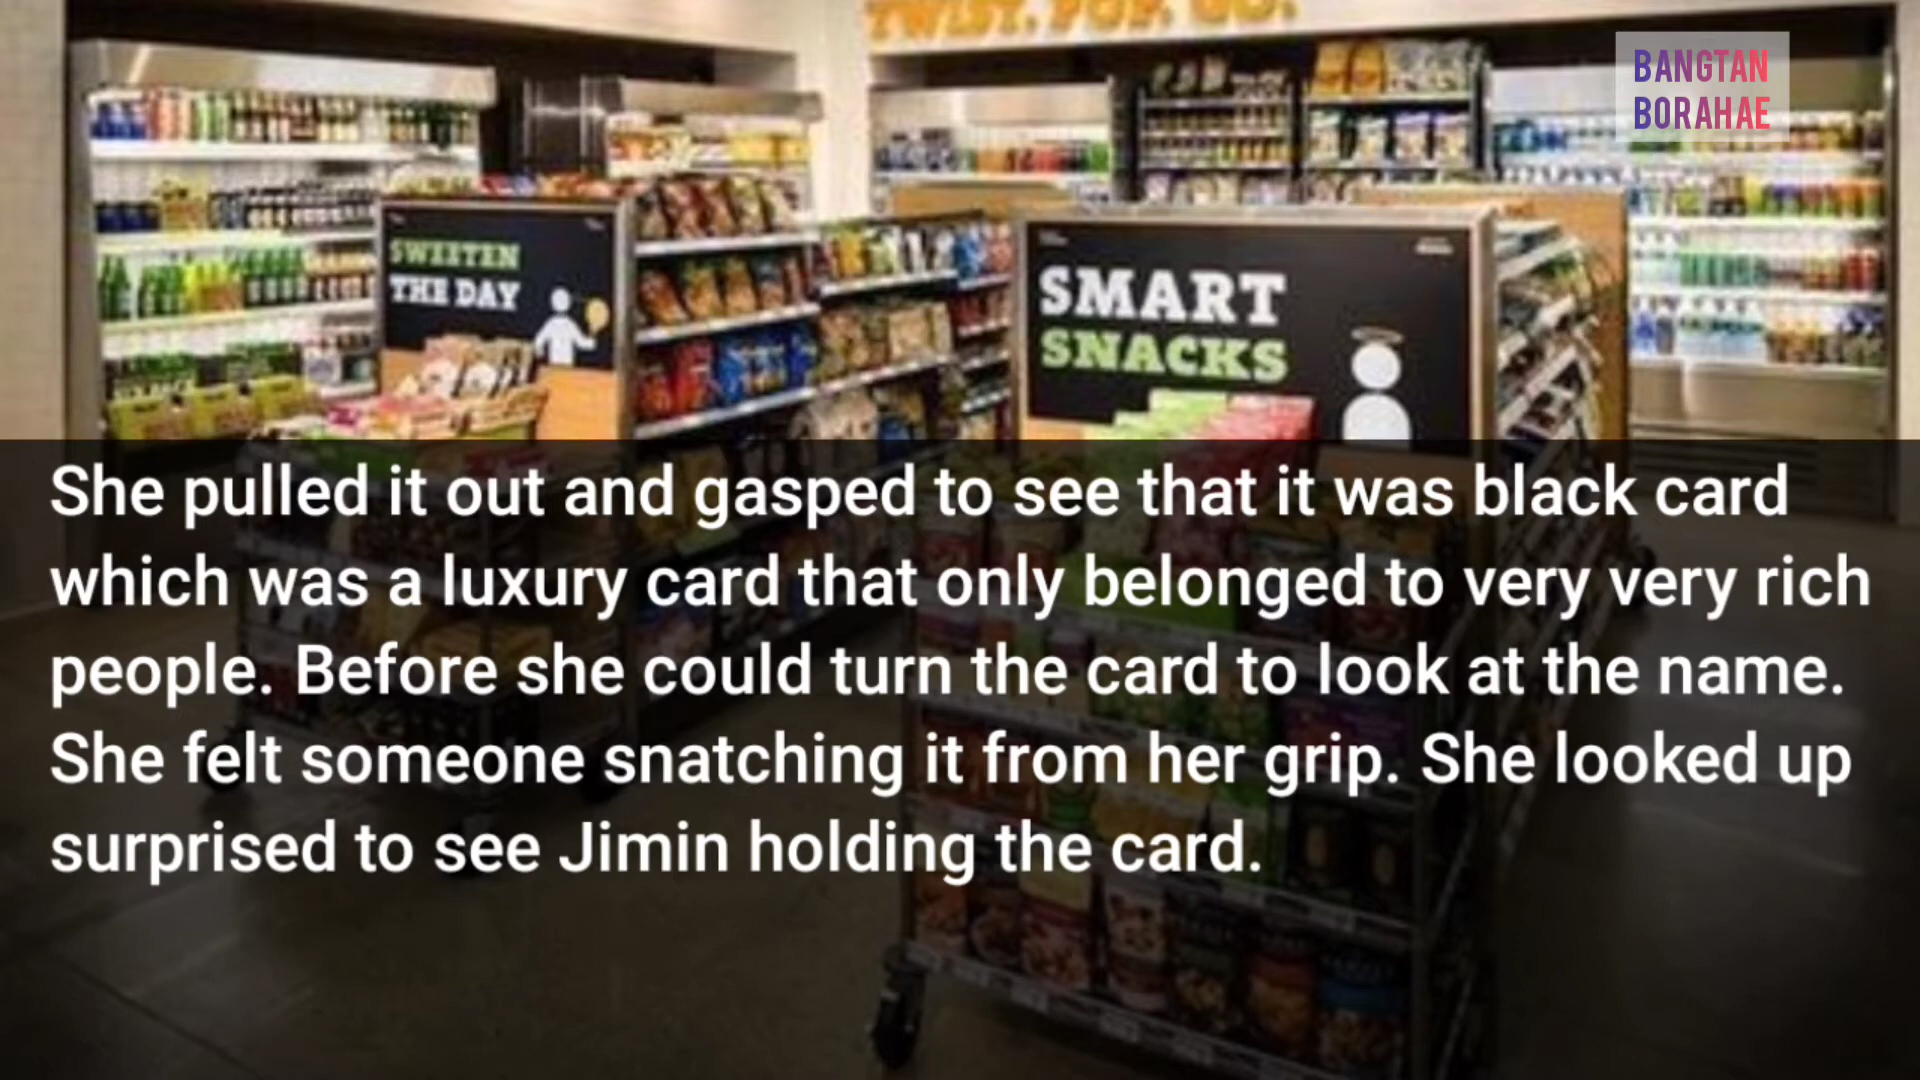 TWIST. POP. GO.
BANGTAN
BORAHAE
SWEETEN
THE DAY
SMART
SNACKS
She pulled it out and gasped to see that it was black card
which was a luxury card that only belonged to very very rich
people. Before she could turn the card to look at the name.
She felt someone snatching it from her grip. She looked up
surprised to see Jimin holding the card.